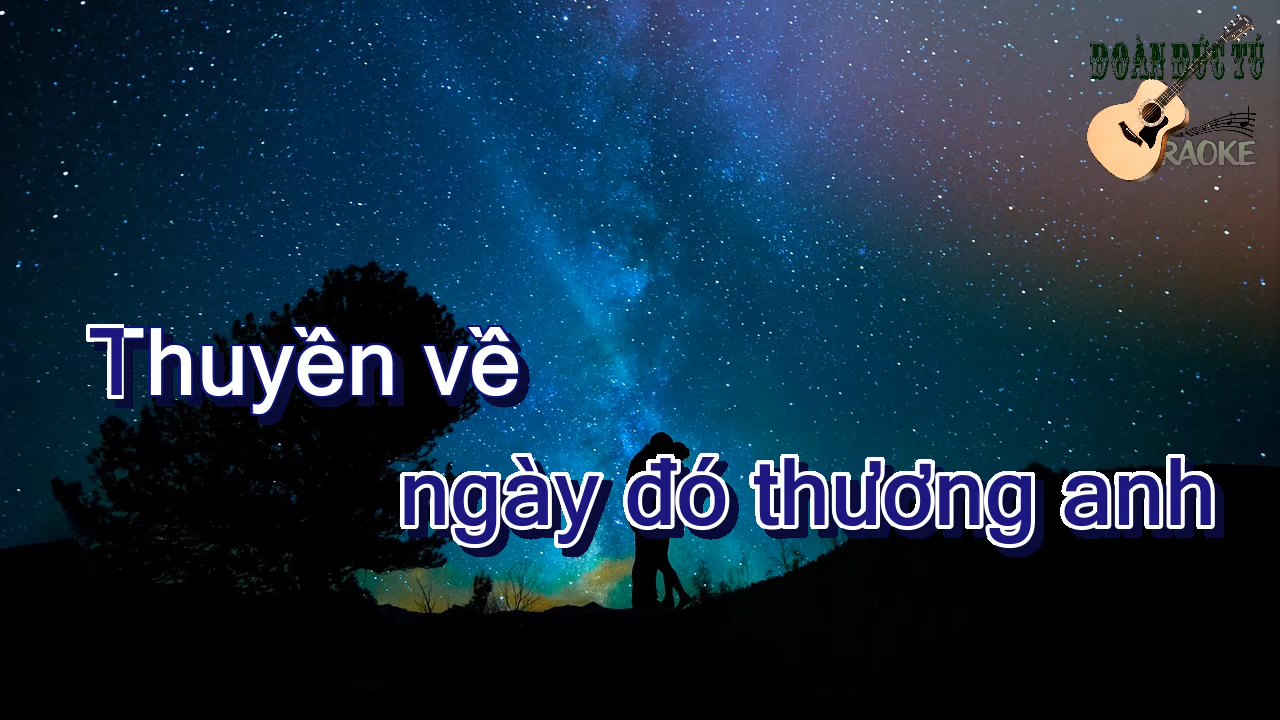 ĐOÀN ĐỨC TÚ
RAOKE
Thuyền về
ngày đó thương anh